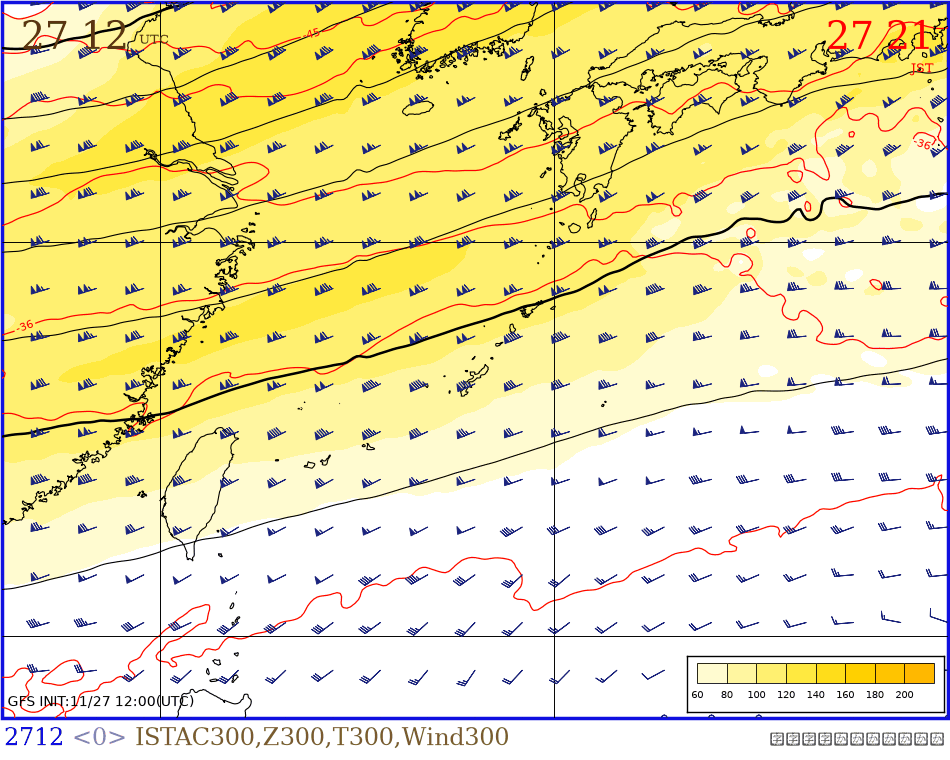 27 12 UTC
27 21 JST
-45
-36
-36
60 80 100 120 140 160 180 200
GFS INIT:11/27 12:00(UTC)
2712 <0> ISTAC300,Z300,T300,Wind300